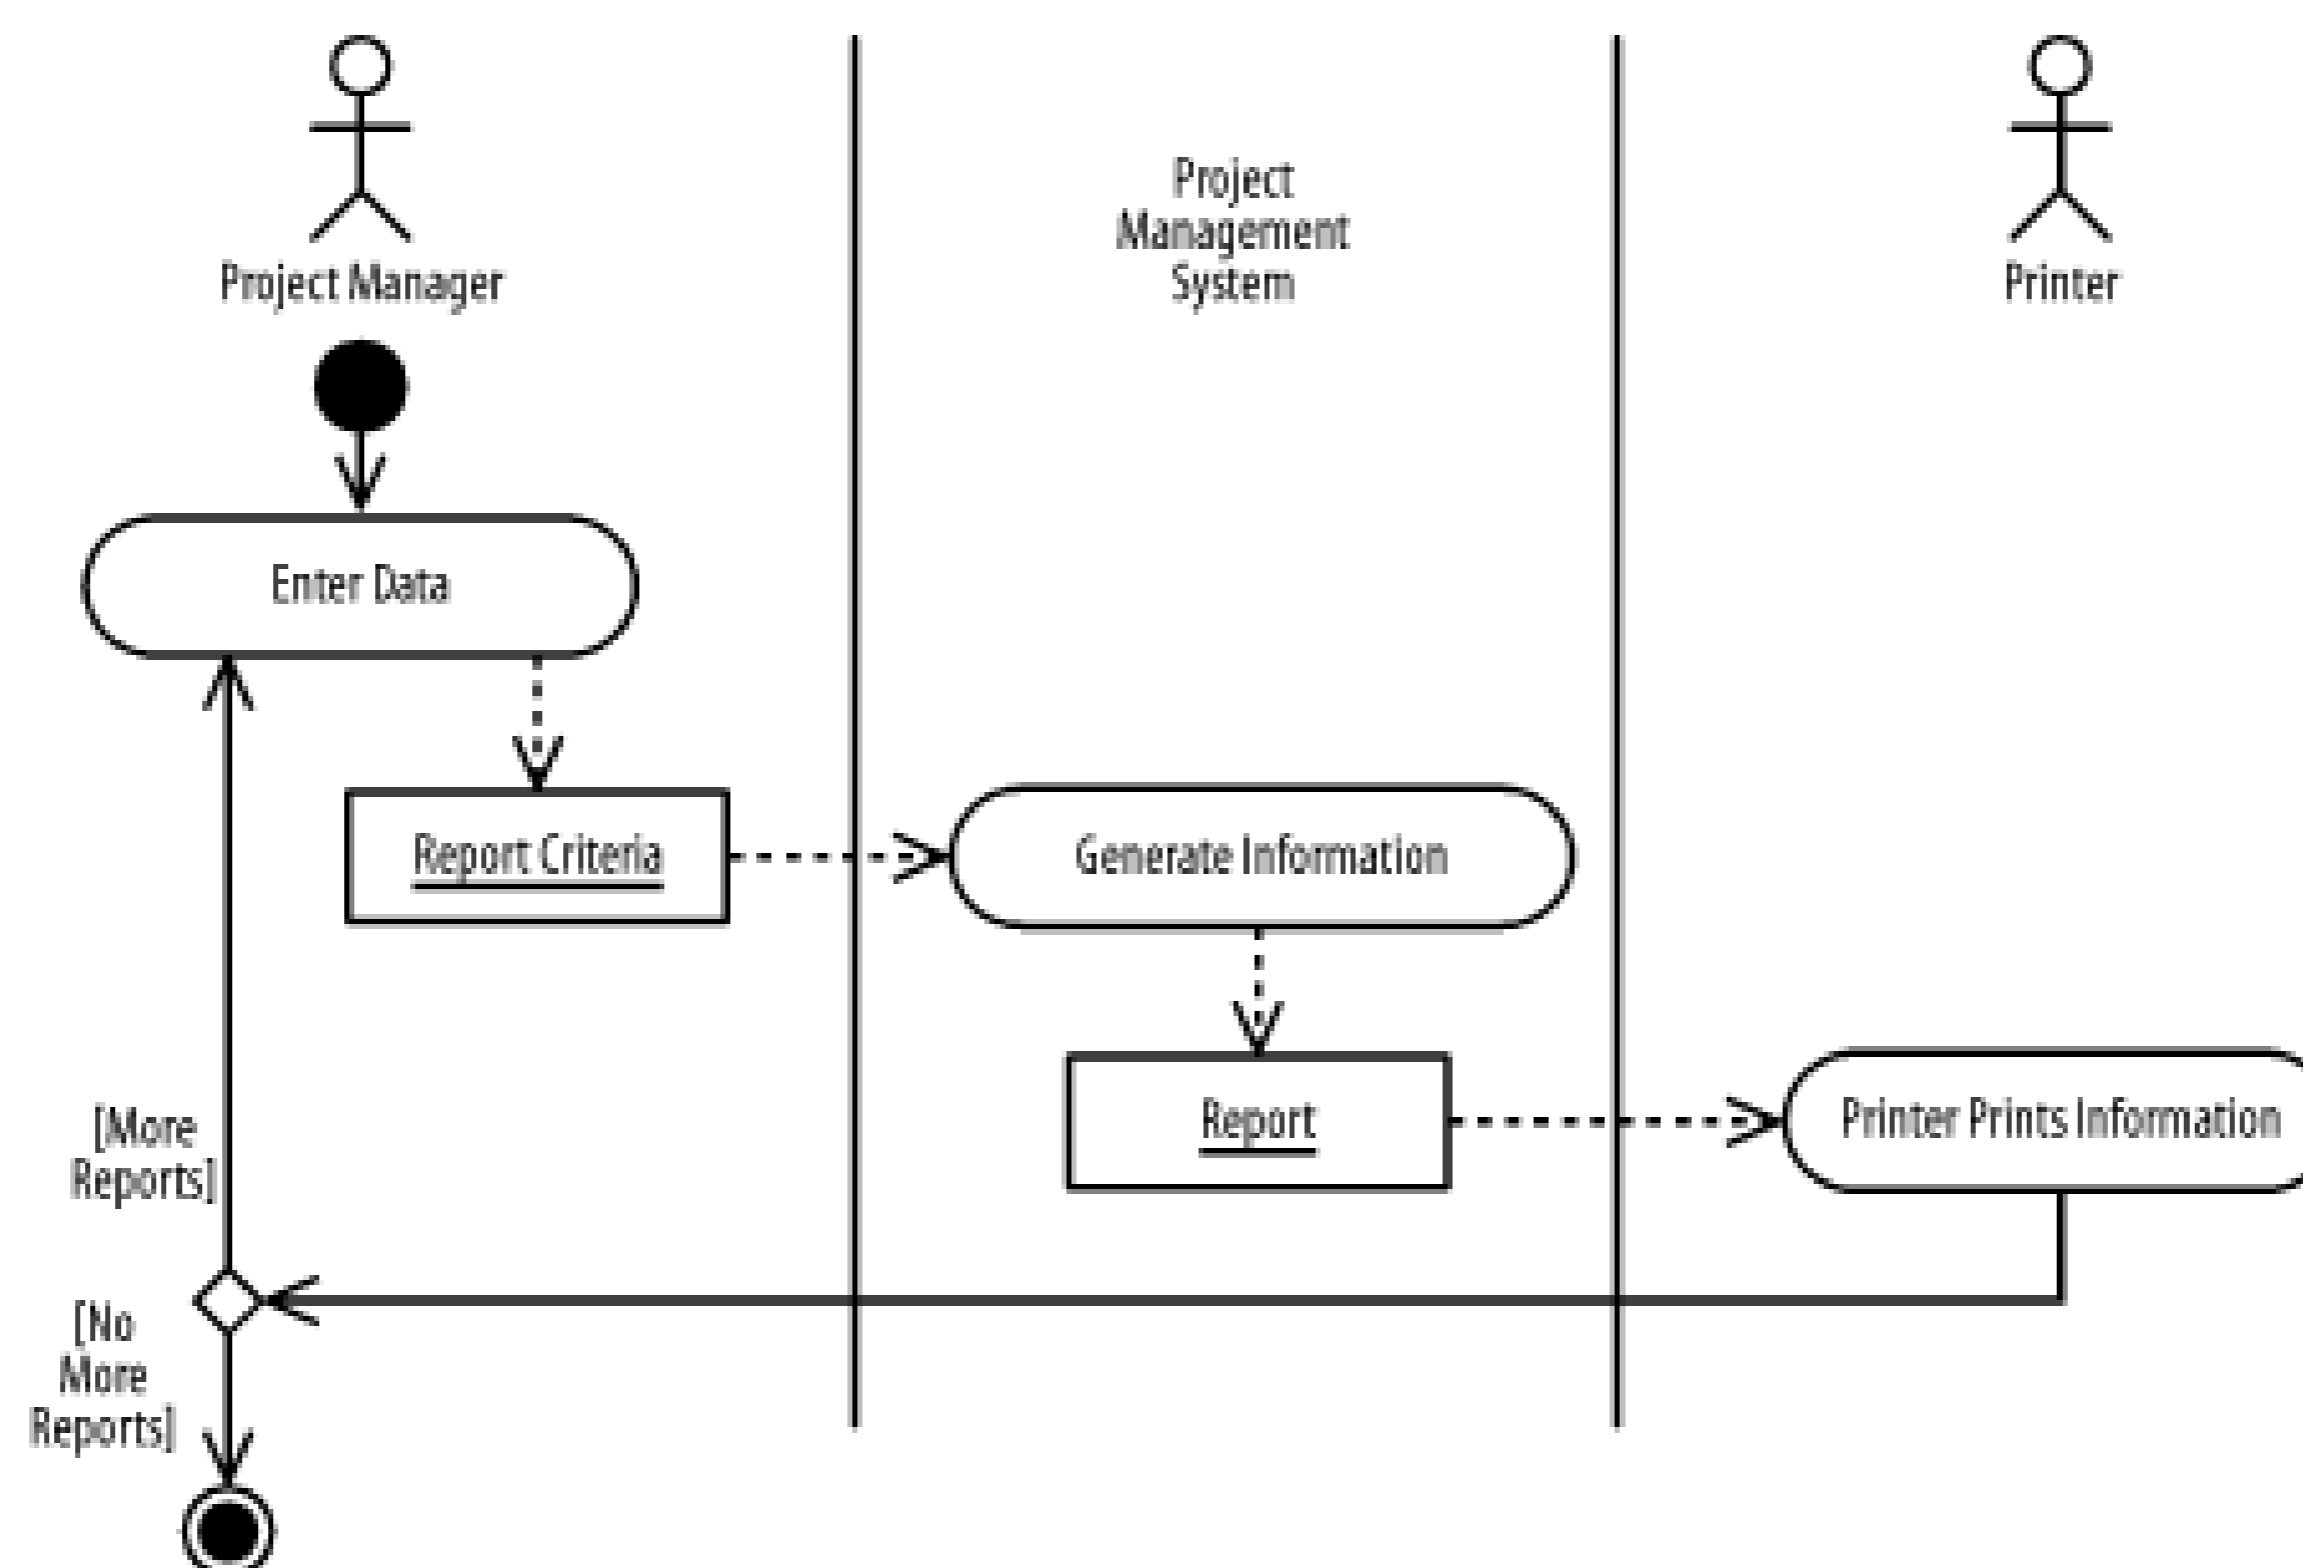 Project Manager
Project
Management
System
Printer
Enter Data
Report Criteria
Generate Information
[More
Reports]
Report
Printer Prints Information
[No
More
Reports]